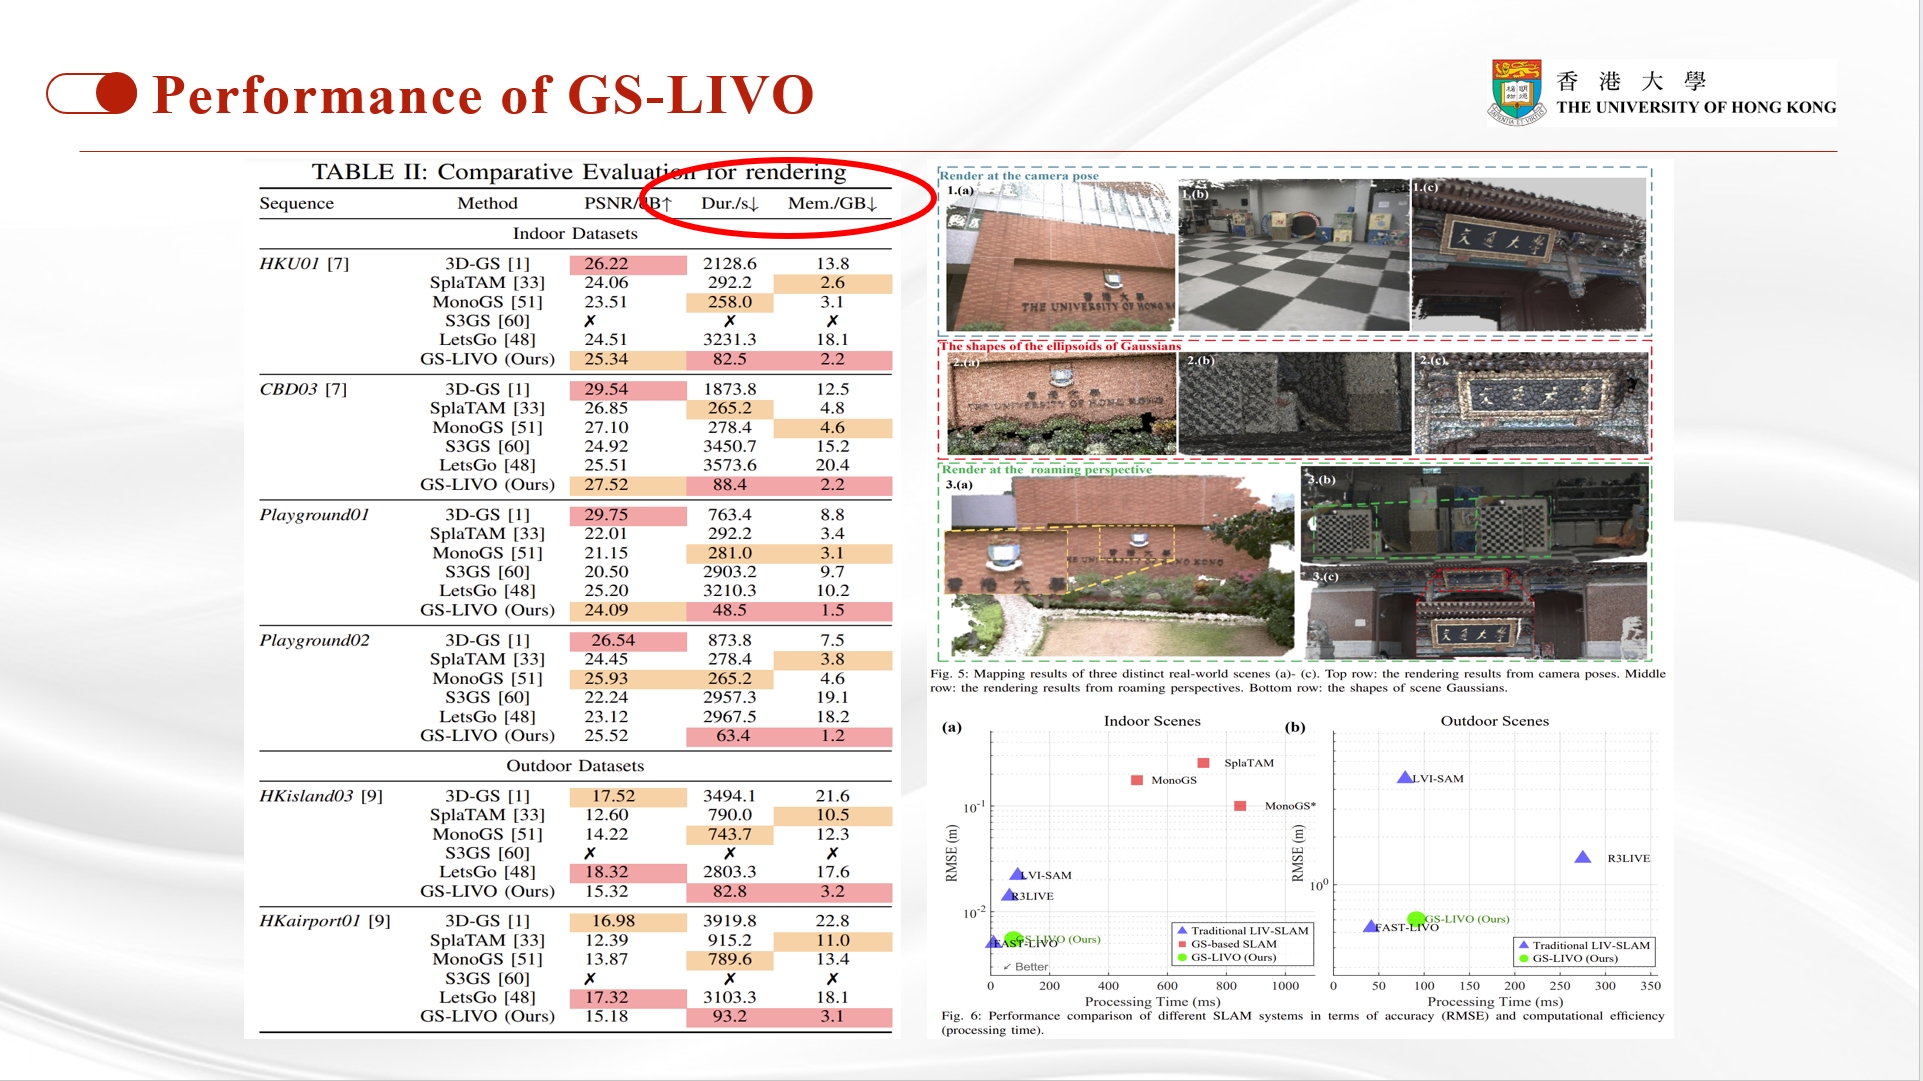 Performance of GS-LIVO
香 港 大 學
THE UNIVERSITY OF HONG KONG
TABLE II: Comparative Evaluation for rendering
Sequence Method PSNR/dB↑ Dur./s↓ Mem./GB↓
Indoor Datasets
HKU01 [7] 3D-GS [1] 26.22 2128.6 13.8
SplaTAM [33] 24.06 292.2 2.6
MonoGS [51] 23.51 258.0 3.1
S3GS [60] ✗ ✗ ✗
LetsGo [48] 24.51 3231.3 18.1
GS-LIVO (Ours) 25.34 82.5 2.2
CBD03 [7] 3D-GS [1] 29.54 1873.8 12.5
SplaTAM [33] 26.85 265.2 4.8
MonoGS [51] 27.10 278.4 4.6
S3GS [60] 24.92 3450.7 15.2
LetsGo [48] 25.51 3573.6 20.4
GS-LIVO (Ours) 27.52 88.4 2.2
Playground01 3D-GS [1] 29.75 763.4 8.8
SplaTAM [33] 22.01 292.2 3.4
MonoGS [51] 21.15 281.0 3.1
S3GS [60] 20.50 2903.2 9.7
LetsGo [48] 25.20 3210.3 10.2
GS-LIVO (Ours) 24.09 48.5 1.5
Playground02 3D-GS [1] 26.54 873.8 7.5
SplaTAM [33] 24.45 278.4 3.8
MonoGS [51] 25.93 265.2 4.6
S3GS [60] 22.24 2957.3 19.1
LetsGo [48] 23.12 2967.5 18.2
GS-LIVO (Ours) 25.52 63.4 1.2
Outdoor Datasets
HKisland03 [9] 3D-GS [1] 17.52 3494.1 21.6
SplaTAM [33] 12.60 790.0 10.5
MonoGS [51] 14.22 743.7 12.3
S3GS [60] ✗ ✗ ✗
LetsGo [48] 18.32 2803.3 17.6
GS-LIVO (Ours) 15.32 82.8 3.2
HKairport01 [9] 3D-GS [1] 16.98 3919.8 22.8
SplaTAM [33] 12.39 915.2 11.0
MonoGS [51] 13.87 789.6 13.4
S3GS [60] ✗ ✗ ✗
LetsGo [48] 17.32 3103.3 18.1
GS-LIVO (Ours) 15.18 93.2 3.1
Render at the camera pose
1.(a) 1.(b) 1.(c)
香 港 大 學
THE UNIVERSITY OF HONG
交通大学
The shapes of the ellipsoids of Gaussians
2.(a) 2.(b) 2.(c)
THE UNIVERSITY OF HONG KONG
Render at the roaming perspective
3.(a) 3.(b)
香 港 大 學
3.(c)
交通大学
Fig. 5: Mapping results of three distinct real-world scenes (a)- (c). Top row: the rendering results from camera poses. Middle
row: the rendering results from roaming perspectives. Bottom row: the shapes of scene Gaussians.
(a) Indoor Scenes
RMSE (m)
10⁻¹
10⁻²
SplaTAM
MonoGS
MonoGS*
LVI-SAM
R3LIVE
FAST-LIVO
GS-LIVO (Ours)
↙ Better
Traditional LIV-SLAM
GS-based SLAM
GS-LIVO (Ours)
0 200 400 600 800 1000
Processing Time (ms)
(b) Outdoor Scenes
RMSE (m)
10⁰
LVI-SAM
R3LIVE
GS-LIVO (Ours)
FAST-LIVO
Traditional LIV-SLAM
GS-LIVO (Ours)
0 50 100 150 200 250 300 350
Processing Time (ms)
Fig. 6: Performance comparison of different SLAM systems in terms of accuracy (RMSE) and computational efficiency
(processing time).